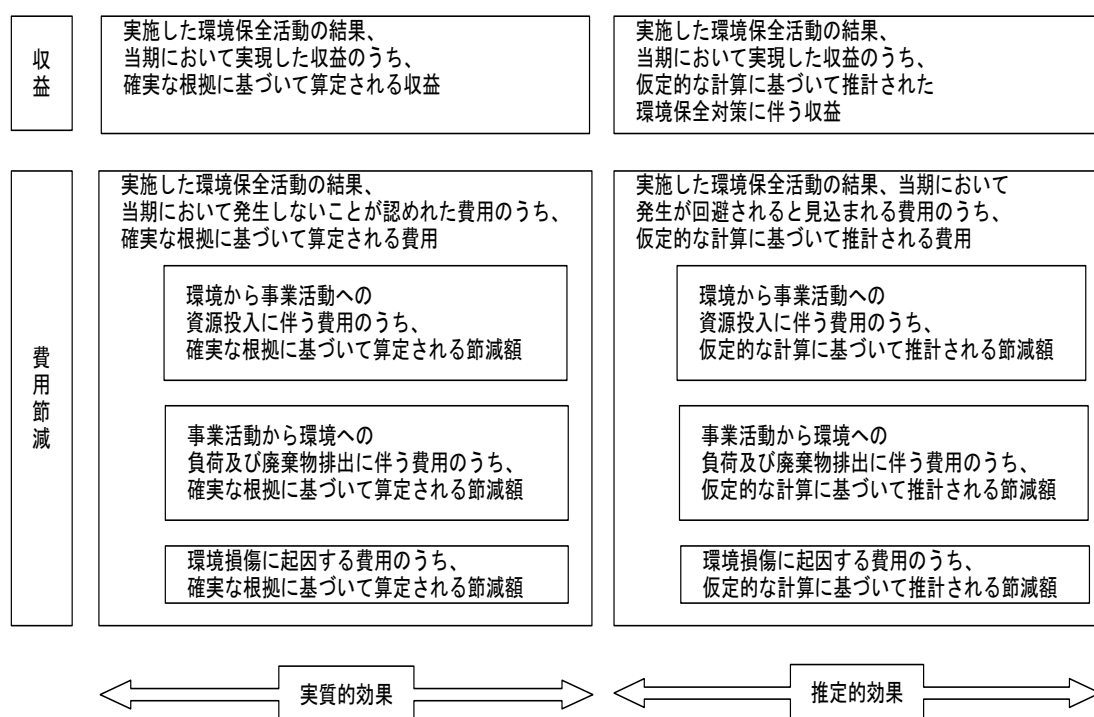 収益
実施した環境保全活動の結果、
当期において実現した収益のうち、
確実な根拠に基づいて算定される収益
実施した環境保全活動の結果、
当期において実現した収益のうち、
仮定的な計算に基づいて推計された
環境保全対策に伴う収益
費用節減
実施した環境保全活動の結果、
当期において発生しないことが認めれた費用のうち、
確実な根拠に基づいて算定される費用
環境から事業活動への
資源投入に伴う費用のうち、
確実な根拠に基づいて算定される節減額
事業活動から環境への
負荷及び廃棄物排出に伴う費用のうち、
確実な根拠に基づいて算定される節減額
環境損傷に起因する費用のうち、
確実な根拠に基づいて算定される節減額
実施した環境保全活動の結果、当期において
発生が回避されると見込まれる費用のうち、
仮定的な計算に基づいて推計される費用
環境から事業活動への
資源投入に伴う費用のうち、
仮定的な計算に基づいて推計される節減額
事業活動から環境への
負荷及び廃棄物排出に伴う費用のうち、
仮定的な計算に基づいて推計される節減額
環境損傷に起因する費用のうち、
仮定的な計算に基づいて推計される節減額
実質的効果
推定的効果